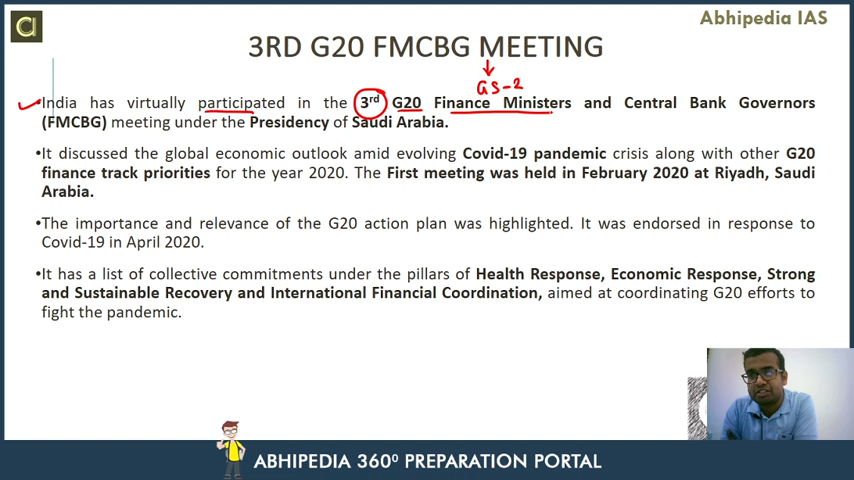 Abhipedia IAS
3RD G20 FMCBG MEETING
GS-2
India has virtually participated in the 3rd G20 Finance Ministers and Central Bank Governors
(FMCBG) meeting under the Presidency of Saudi Arabia.
•It discussed the global economic outlook amid evolving Covid-19 pandemic crisis along with other G20
finance track priorities for the year 2020. The First meeting was held in February 2020 at Riyadh, Saudi
Arabia.
•The importance and relevance of the G20 action plan was highlighted. It was endorsed in response to
Covid-19 in April 2020.
•It has a list of collective commitments under the pillars of Health Response, Economic Response, Strong
and Sustainable Recovery and International Financial Coordination, aimed at coordinating G20 efforts to
fight the pandemic.
ABHIPEDIA 360⁰ PREPARATION PORTAL